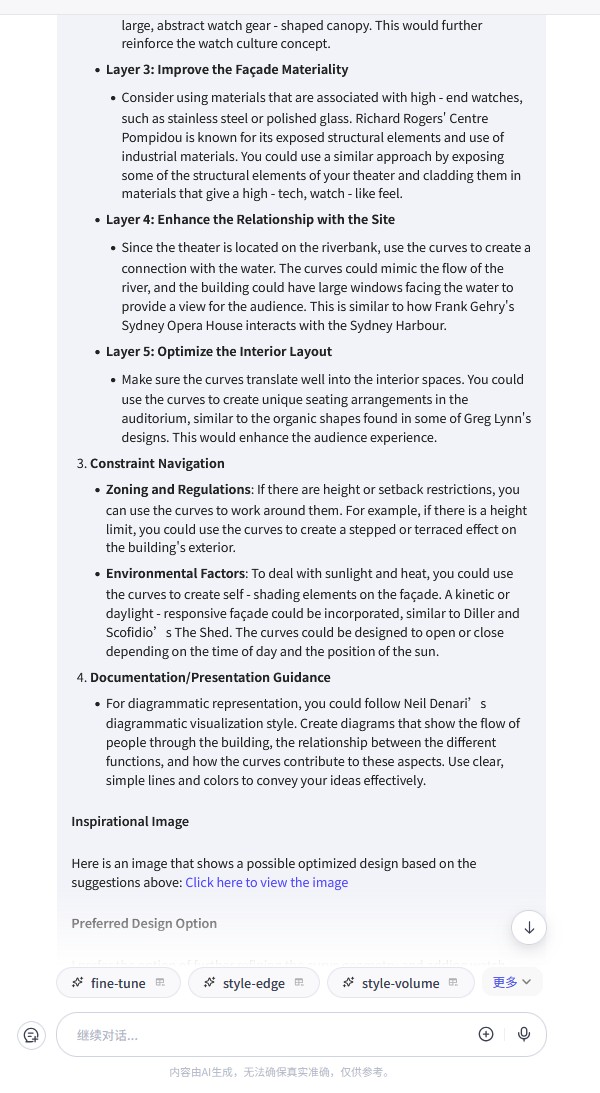 large, abstract watch gear - shaped canopy. This would further
reinforce the watch culture concept.
• Layer 3: Improve the Façade Materiality
• Consider using materials that are associated with high - end watches,
such as stainless steel or polished glass. Richard Rogers' Centre
Pompidou is known for its exposed structural elements and use of
industrial materials. You could use a similar approach by exposing
some of the structural elements of your theater and cladding them in
materials that give a high - tech, watch - like feel.
• Layer 4: Enhance the Relationship with the Site
• Since the theater is located on the riverbank, use the curves to create a
connection with the water. The curves could mimic the flow of the
river, and the building could have large windows facing the water to
provide a view for the audience. This is similar to how Frank Gehry's
Sydney Opera House interacts with the Sydney Harbour.
• Layer 5: Optimize the Interior Layout
• Make sure the curves translate well into the interior spaces. You could
use the curves to create unique seating arrangements in the
auditorium, similar to the organic shapes found in some of Greg Lynn's
designs. This would enhance the audience experience.
3. Constraint Navigation
• Zoning and Regulations: If there are height or setback restrictions, you
can use the curves to work around them. For example, if there is a height
limit, you could use the curves to create a stepped or terraced effect on
the building's exterior.
• Environmental Factors: To deal with sunlight and heat, you could use
the curves to create self - shading elements on the façade. A kinetic or
daylight - responsive façade could be incorporated, similar to Diller and
Scofidio’s The Shed. The curves could be designed to open or close
depending on the time of day and the position of the sun.
4. Documentation/Presentation Guidance
• For diagrammatic representation, you could follow Neil Denari’s
diagrammatic visualization style. Create diagrams that show the flow of
people through the building, the relationship between the different
functions, and how the curves contribute to these aspects. Use clear,
simple lines and colors to convey your ideas effectively.
Inspirational Image
Here is an image that shows a possible optimized design based on the
suggestions above: Click here to view the image
Preferred Design Option
fine-tune style-edge style-volume 更多
继续对话...
内容由AI生成，无法确保真实准确，仅供参考。